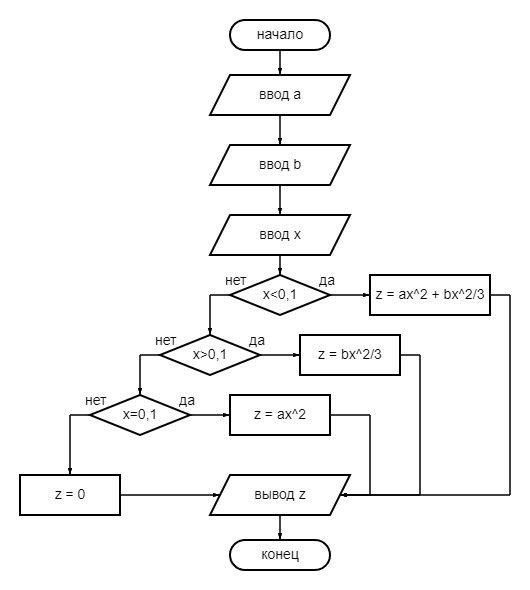 начало
ввод a
ввод b
ввод x
нет
да
x<0,1
z = ax^2 + bx^2/3
нет
да
x>0,1
z = bx^2/3
нет
да
x=0,1
z = ax^2
z = 0
вывод z
конец